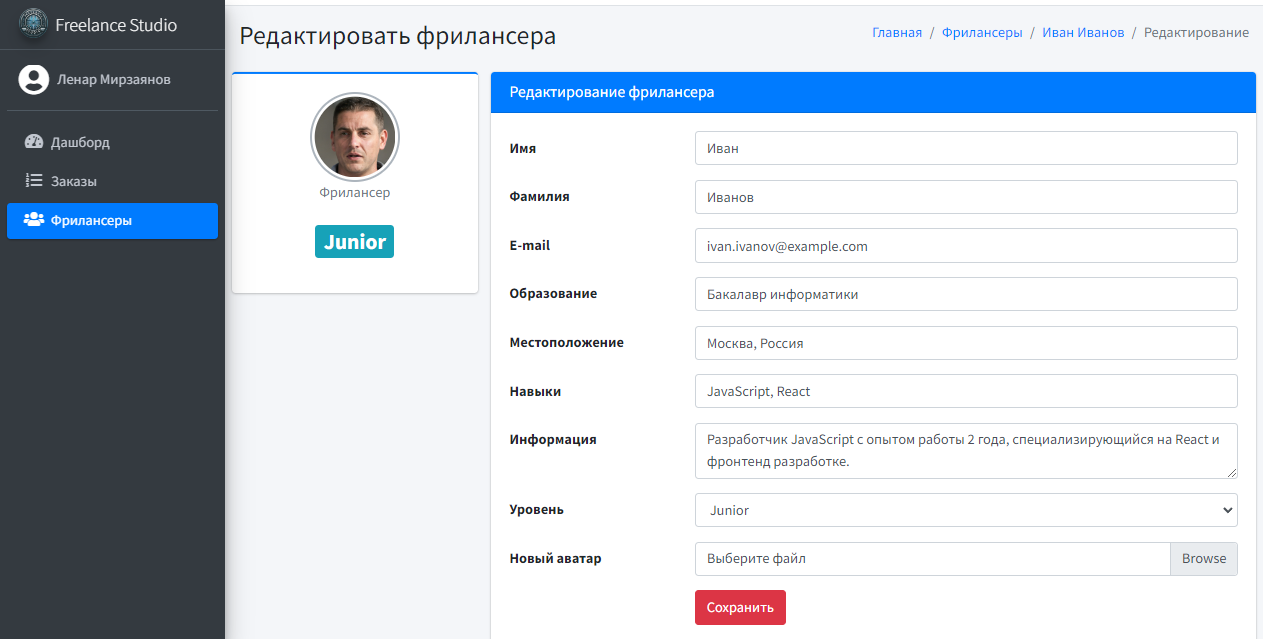 Freelance Studio
Ленар Мирзаянов
Дашборд
Заказы
Фрилансеры
Редактировать фрилансера
Главная / Фрилансеры / Иван Иванов / Редактирование
Фрилансер
Junior
Редактирование фрилансера
Имя Иван
Фамилия Иванов
E-mail ivan.ivanov@example.com
Образование Бакалавр информатики
Местоположение Москва, Россия
Навыки JavaScript, React
Информация Разработчик JavaScript с опытом работы 2 года, специализирующийся на React и
фронтенд разработке.
Уровень Junior
Новый аватар Выберите файл Browse
Сохранить